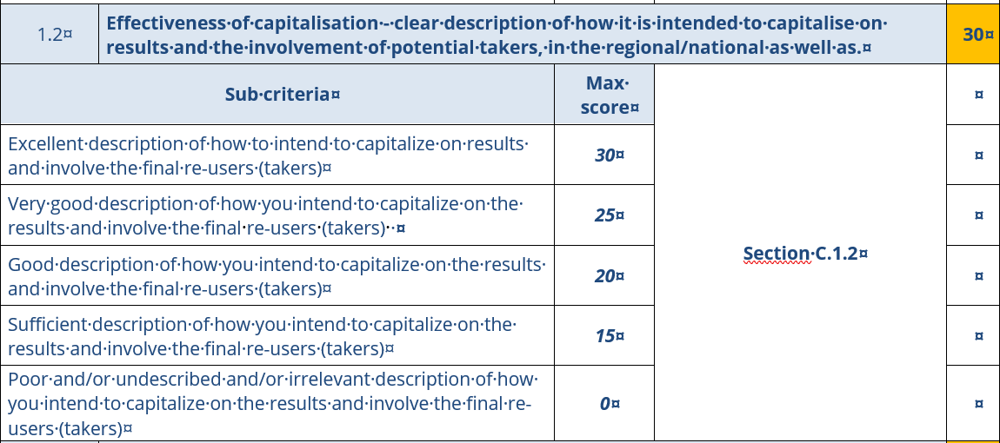 1.2¤
Effectiveness·of·capitalisation·-·clear·description·of·how·it·is·intended·to·capitalise·on·
results·and·the·involvement·of·potential·takers,·in·the·regional/national·as·well·as.¤
30¤
Sub·criteria¤
Max·
score¤
¤
Excellent·description·of·how·to·intend·to·capitalize·on·results·
and·involve·the·final·re-users·(takers)¤
30¤
¤
Very·good·description·of·how·you·intend·to·capitalize·on·the·
results·and·involve·the·final·re-users·(takers)··¤
25¤
¤
Section·C.1.2¤
Good·description·of·how·you·intend·to·capitalize·on·the·results·
and·involve·the·final·re-users·(takers)¤
20¤
¤
Sufficient·description·of·how·you·intend·to·capitalize·on·the·
results·and·involve·the·final·re-users·(takers)¤
15¤
¤
Poor·and/or·undescribed·and/or·irrelevant·description·of·how·
you·intend·to·capitalize·on·the·results·and·involve·the·final·re-
users·(takers)¤
0¤
¤